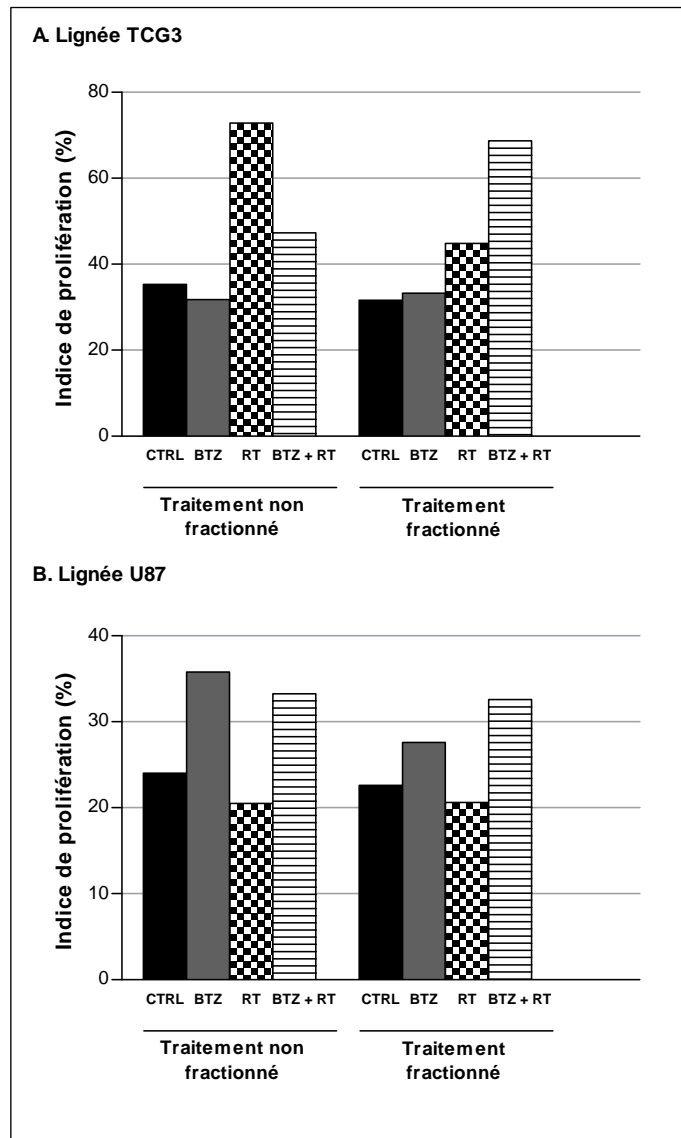 A. Lignée TCG3
Indice de prolifération (%)
80
60
40
20
0
CTRL BTZ RT BTZ + RT CTRL BTZ RT BTZ + RT
Traitement non
fractionné
Traitement
fractionné
B. Lignée U87
Indice de prolifération (%)
40
30
20
10
0
CTRL BTZ RT BTZ + RT CTRL BTZ RT BTZ + RT
Traitement non
fractionné
Traitement
fractionné